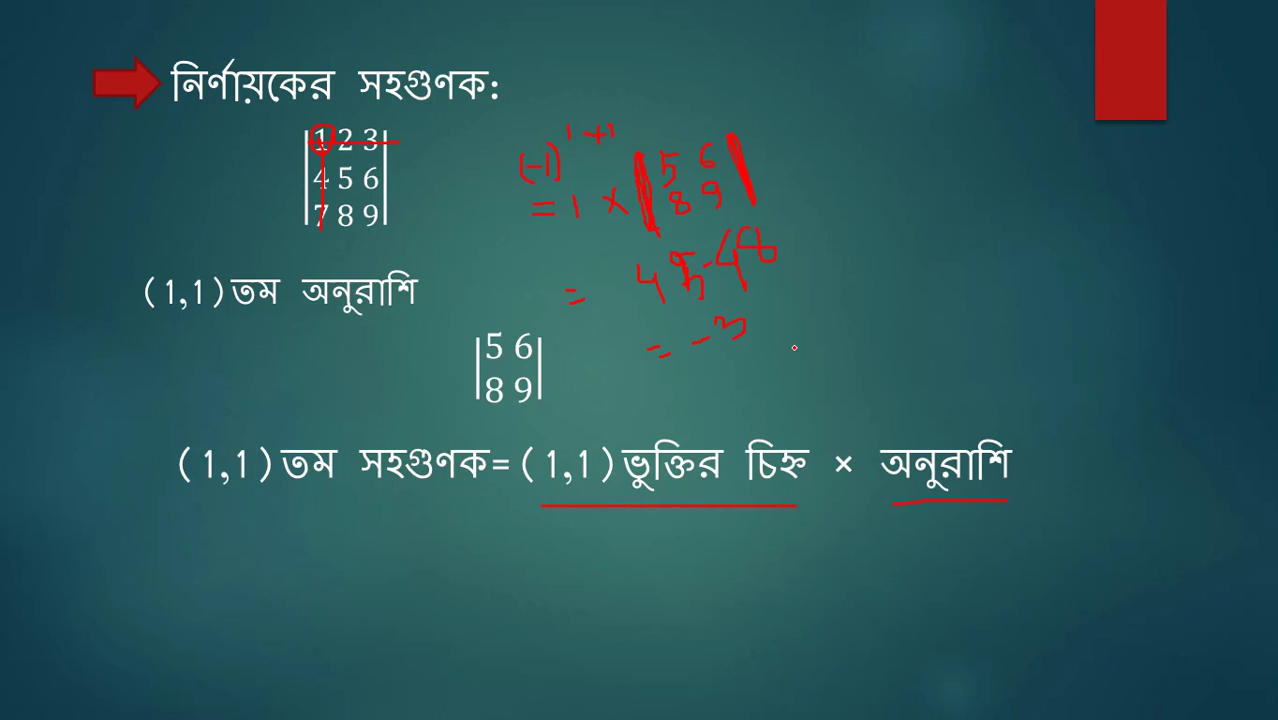 নির্ণায়কের সহগুণক:
|1 2 3|
|4 5 6|
|7 8 9|
(-1)^1+1
= 1 × |5 6|
|8 9|
= 45-48
= -3
(1,1)তম অনুরাশি
|5 6|
|8 9|
(1,1)তম সহগুণক=(1,1)ভুক্তির চিহ্ন × অনুরাশি